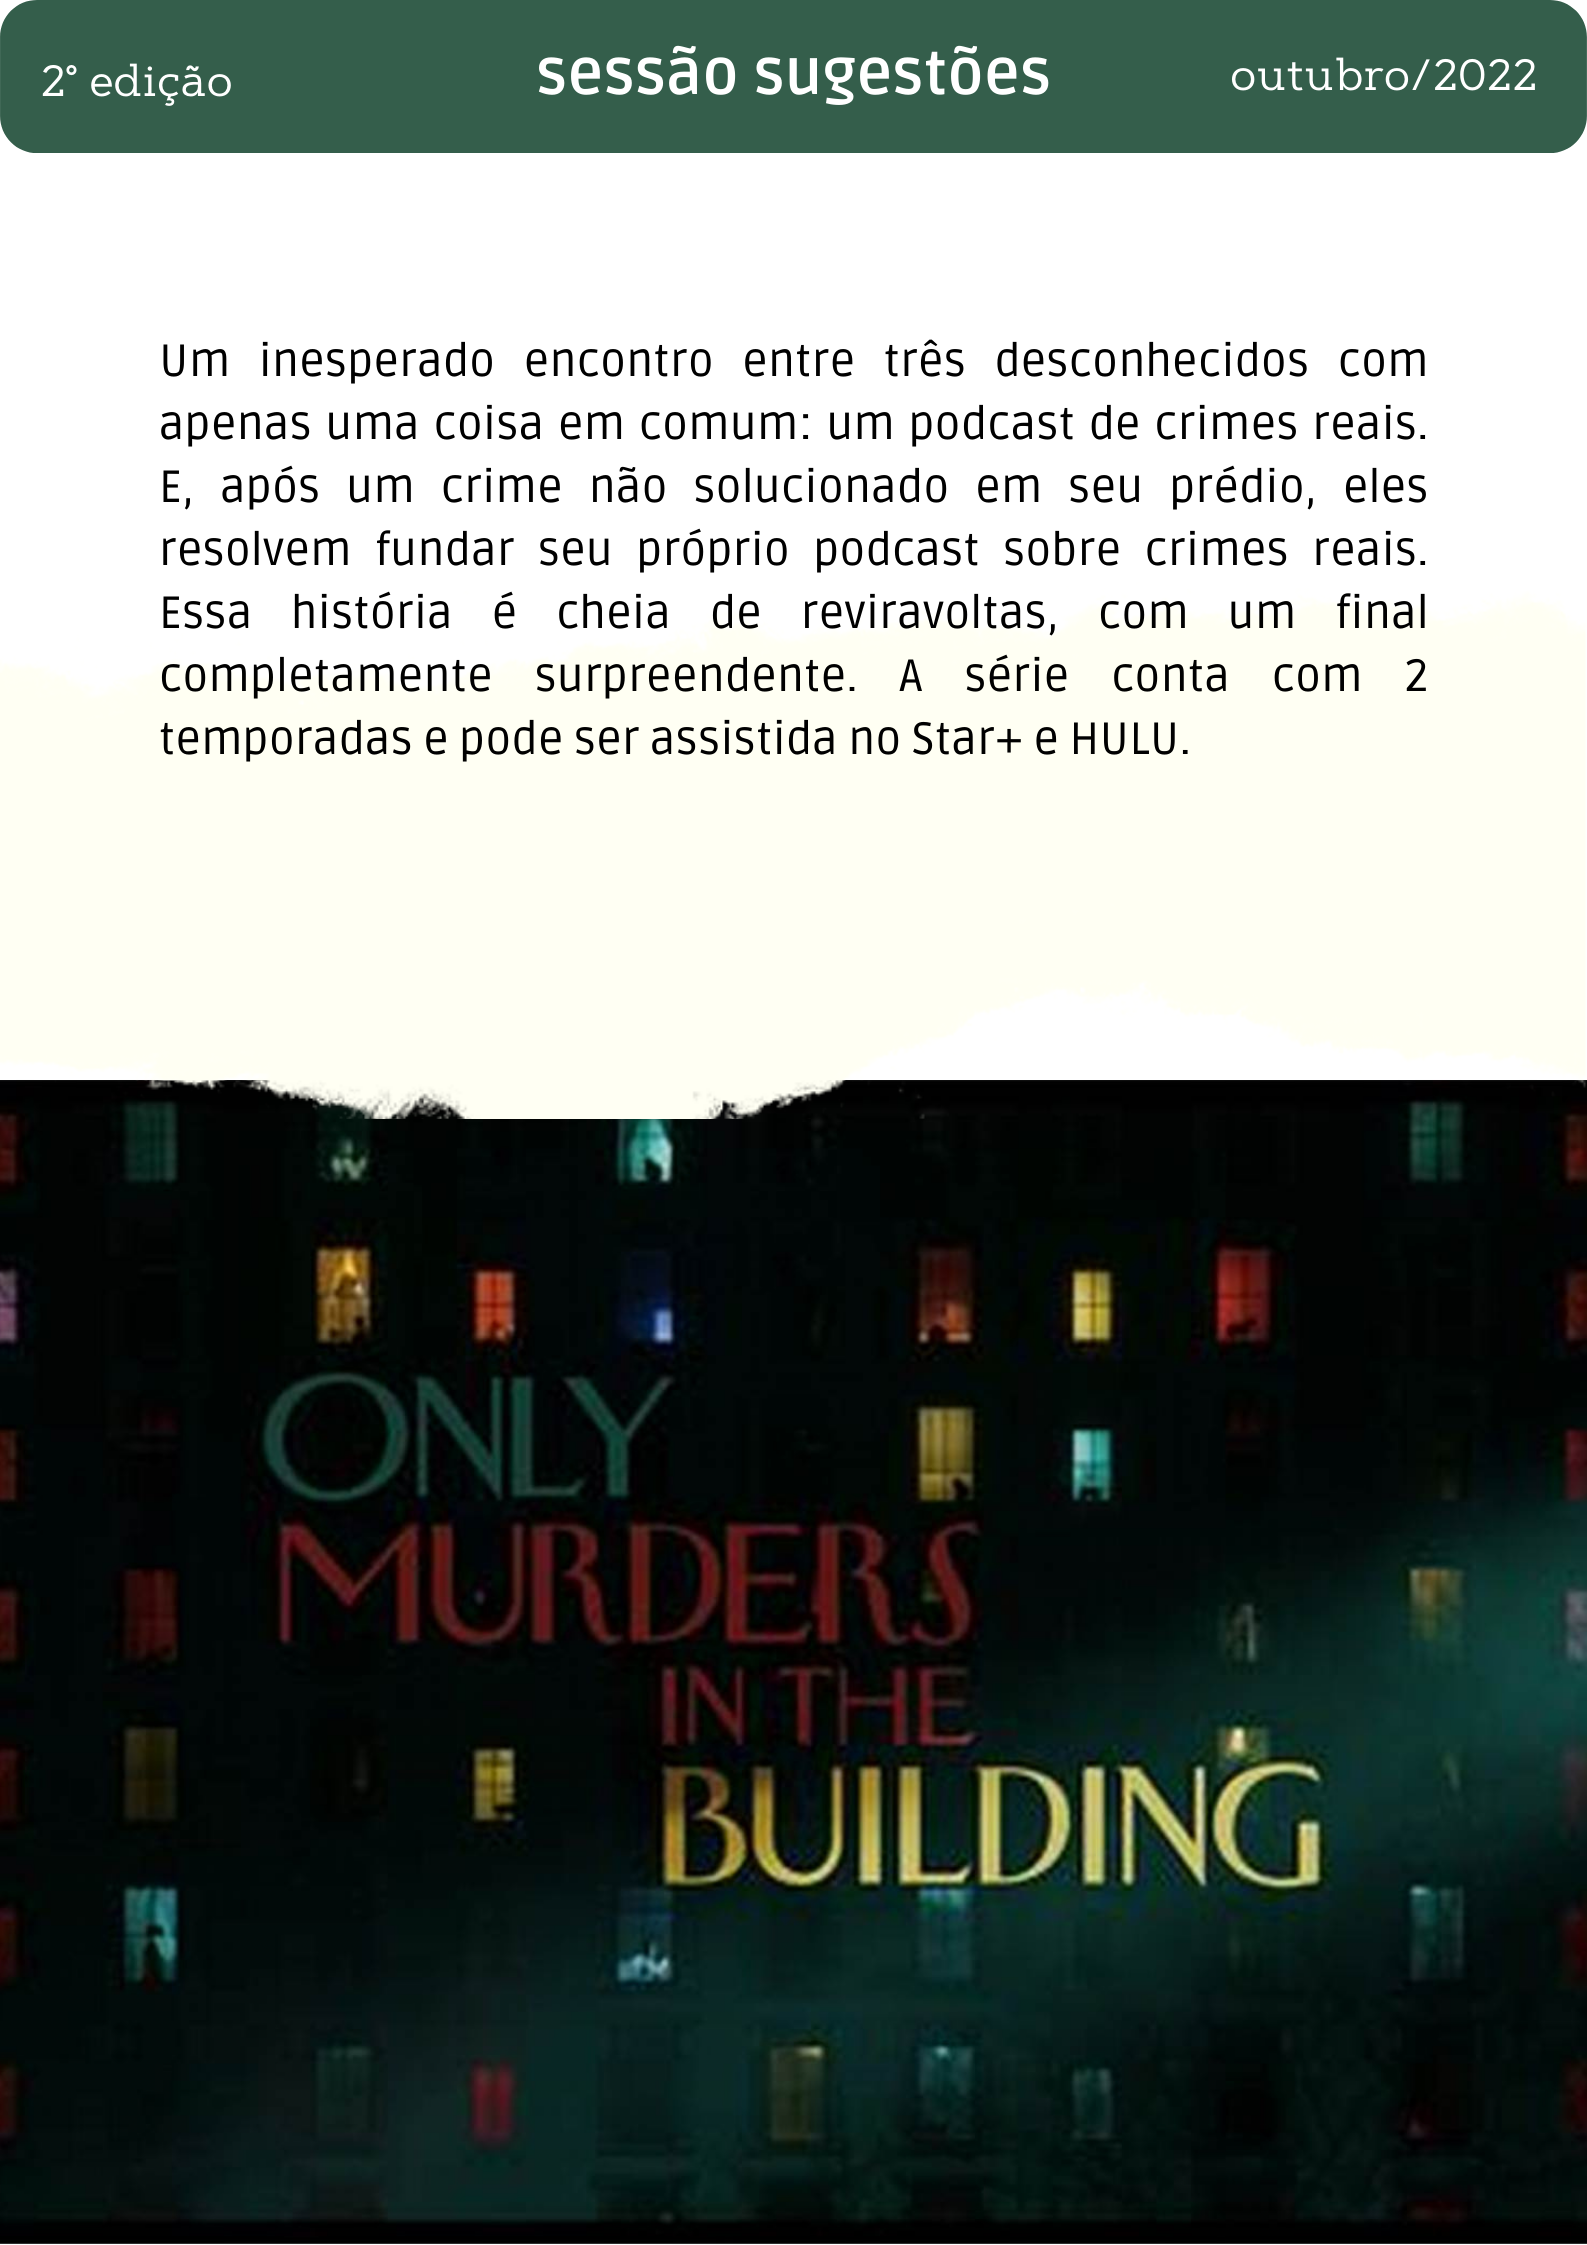 2° edição
sessão sugestões
outubro/2022
Um inesperado encontro entre três desconhecidos com
apenas uma coisa em comum: um podcast de crimes reais.
E, após um crime não solucionado em seu prédio, eles
resolvem fundar seu próprio podcast sobre crimes reais.
Essa história é cheia de reviravoltas, com um final
completamente surpreendente. A série conta com 2
temporadas e pode ser assistida no Star+ e HULU.
ONLY
MURDERS
IN THE
BUILDING